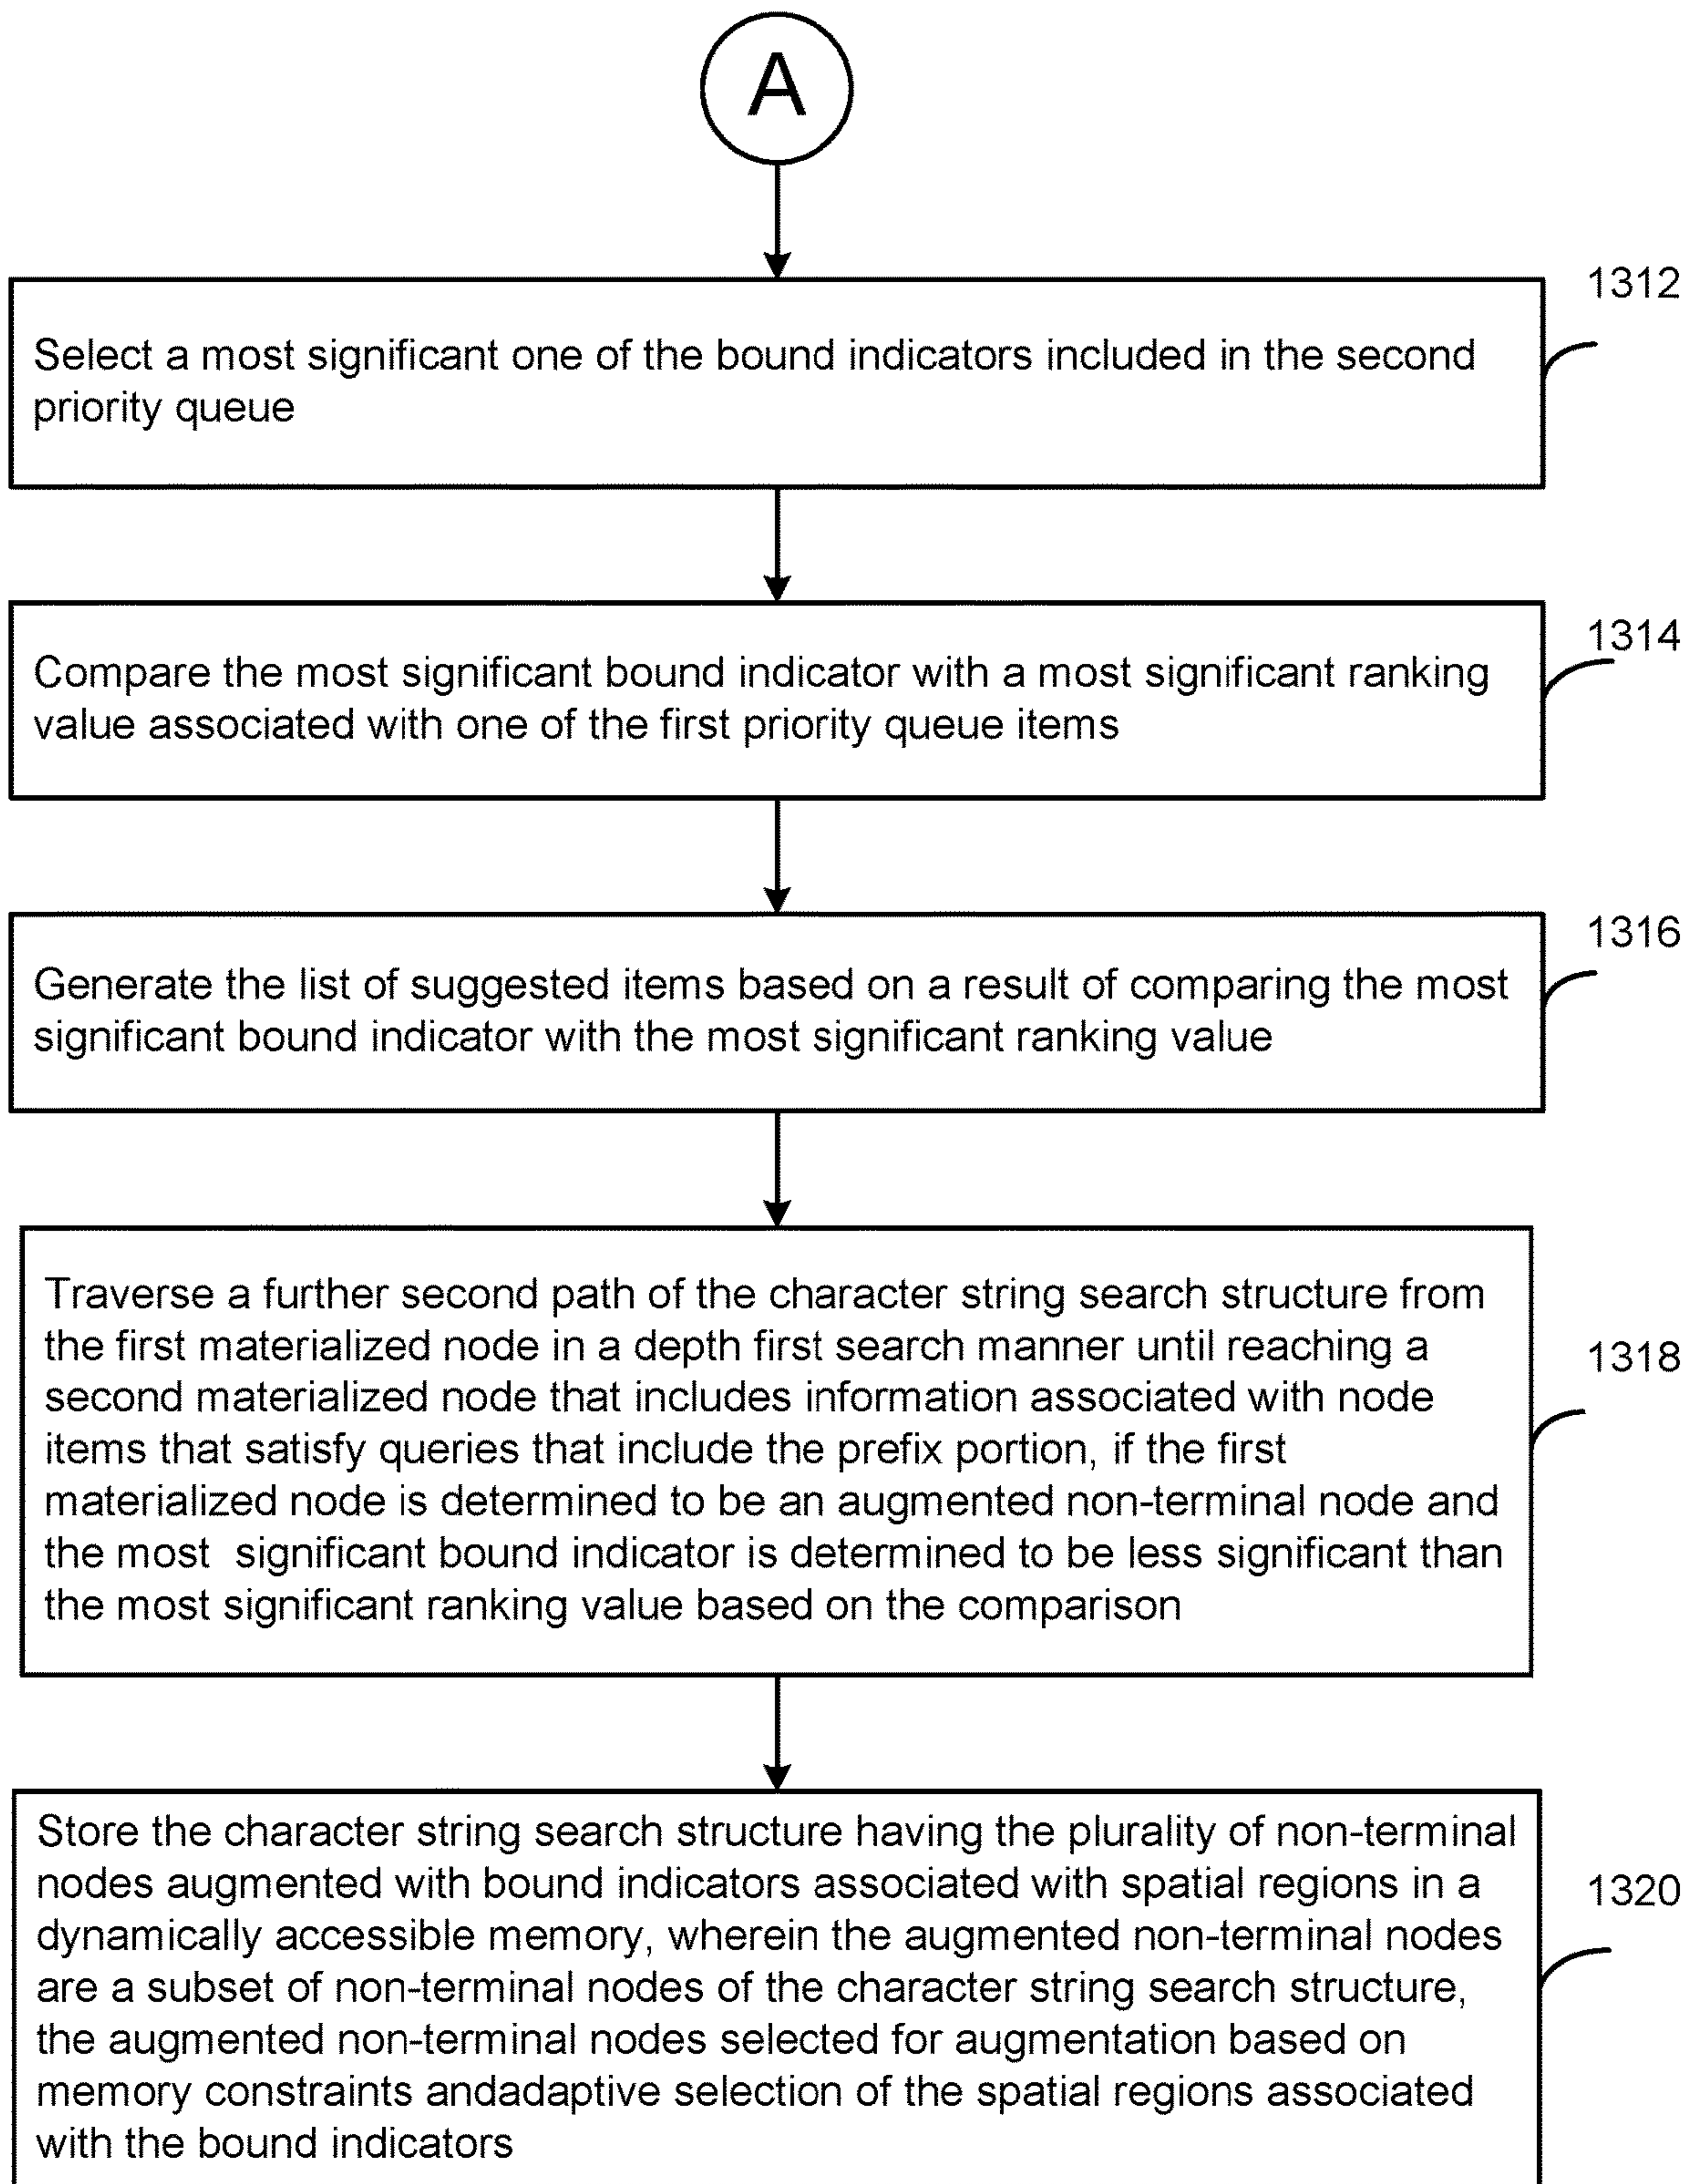 A
1312
Select a most significant one of the bound indicators included in the second
priority queue
1314
Compare the most significant bound indicator with a most significant ranking
value associated with one of the first priority queue items
1316
Generate the list of suggested items based on a result of comparing the most
significant bound indicator with the most significant ranking value
Traverse a further second path of the character string search structure from
the first materialized node in a depth first search manner until reaching a
1318
second materialized node that includes information associated with node
items that satisfy queries that include the prefix portion, if the first
materialized node is determined to be an augmented non-terminal node and
the most  significant bound indicator is determined to be less significant than
the most significant ranking value based on the comparison
Store the character string search structure having the plurality of non-terminal
nodes augmented with bound indicators associated with spatial regions in a
1320
dynamically accessible memory, wherein the augmented non-terminal nodes
are a subset of non-terminal nodes of the character string search structure,
the augmented non-terminal nodes selected for augmentation based on
memory constraints andadaptive selection of the spatial regions associated
with the bound indicators